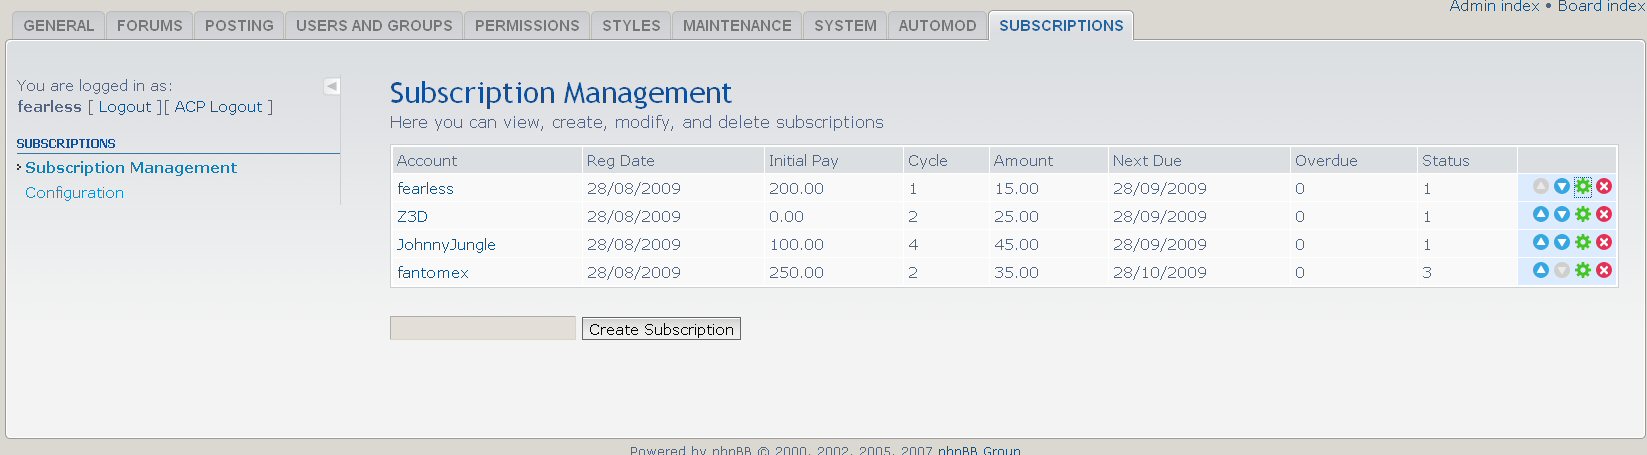 Admin index • Board index
GENERAL FORUMS POSTING USERS AND GROUPS PERMISSIONS STYLES MAINTENANCE SYSTEM AUTOMOD SUBSCRIPTIONS
You are logged in as:
fearless [ Logout ][ ACP Logout ]
SUBSCRIPTIONS
Subscription Management
Configuration
Subscription Management
Here you can view, create, modify, and delete subscriptions
Account Reg Date Initial Pay Cycle Amount Next Due Overdue Status
fearless 28/08/2009 200.00 1 15.00 28/09/2009 0 1
Z3D 28/08/2009 0.00 2 25.00 28/09/2009 0 1
JohnnyJungle 28/08/2009 100.00 4 45.00 28/09/2009 0 1
fantomex 28/08/2009 250.00 2 35.00 28/10/2009 0 3
Create Subscription
Powered by phpBB © 2000, 2002, 2005, 2007 phpBB Group